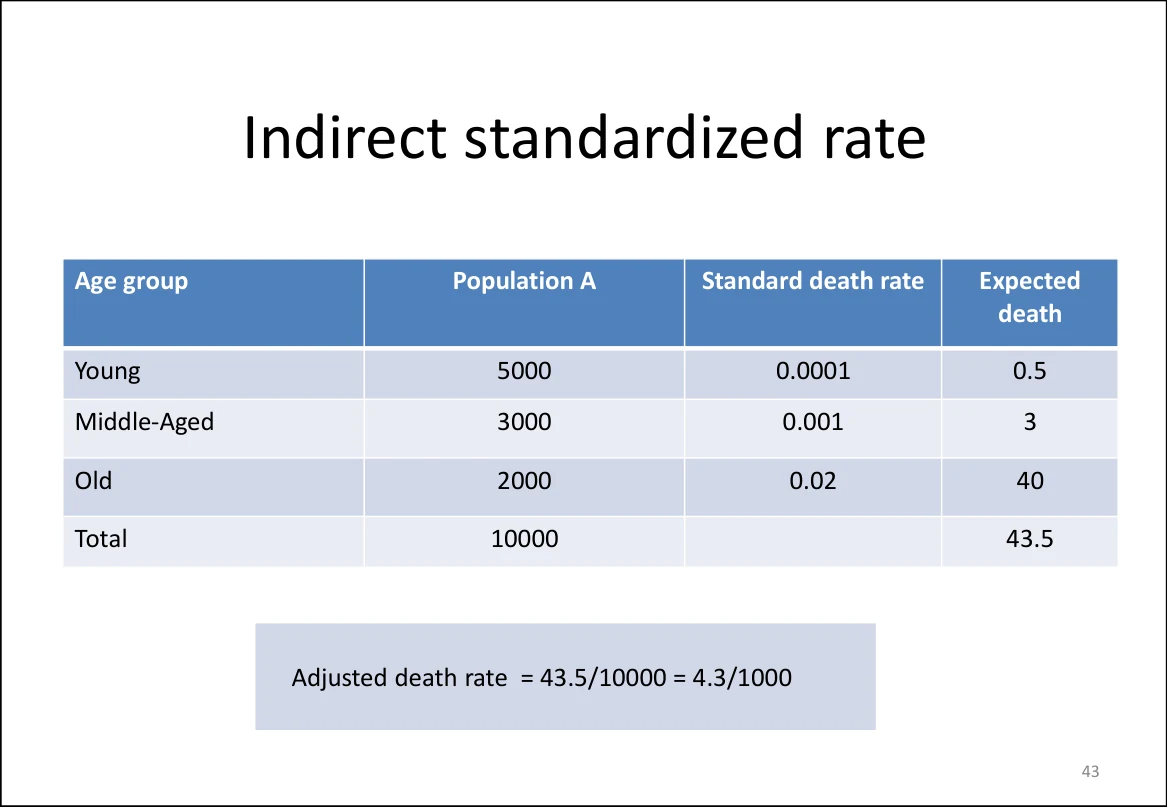 Indirect standardized rate
Age group Population A Standard death rate Expected
death
Young 5000 0.0001 0.5
Middle-Aged 3000 0.001 3
Old 2000 0.02 40
Total 10000 43.5
Adjusted death rate = 43.5/10000 = 4.3/1000
43